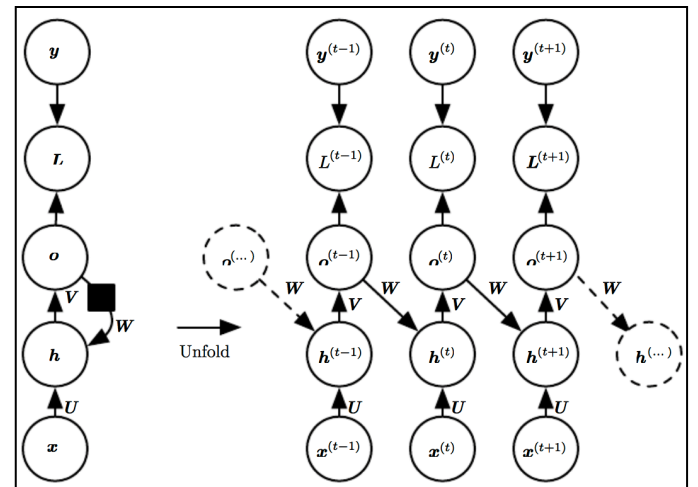 y y^(t−1) y^(t) y^(t+1)
L L^(t−1) L^(t) L^(t+1)
o o^(...) o^(t−1) o^(t) o^(t+1)
W W W W
V V V V
W
Unfold
h h^(t−1) h^(t) h^(t+1) h^(...)
U U U U
x x^(t−1) x^(t) x^(t+1)